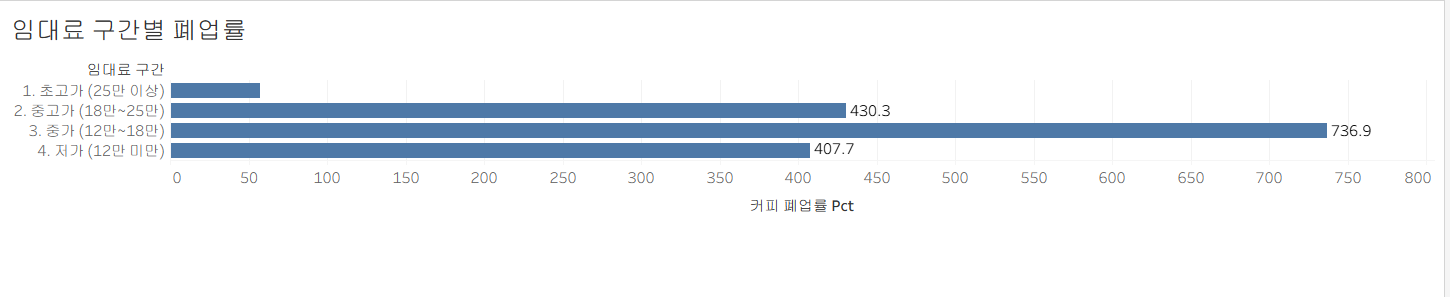 임대료 구간별 폐업률
임대료 구간
1. 초고가 (25만 이상)
2. 중고가 (18만~25만) 430.3
3. 중가 (12만~18만) 736.9
4. 저가 (12만 미만) 407.7
0 50 100 150 200 250 300 350 400 450 500 550 600 650 700 750 800
커피 폐업률 Pct